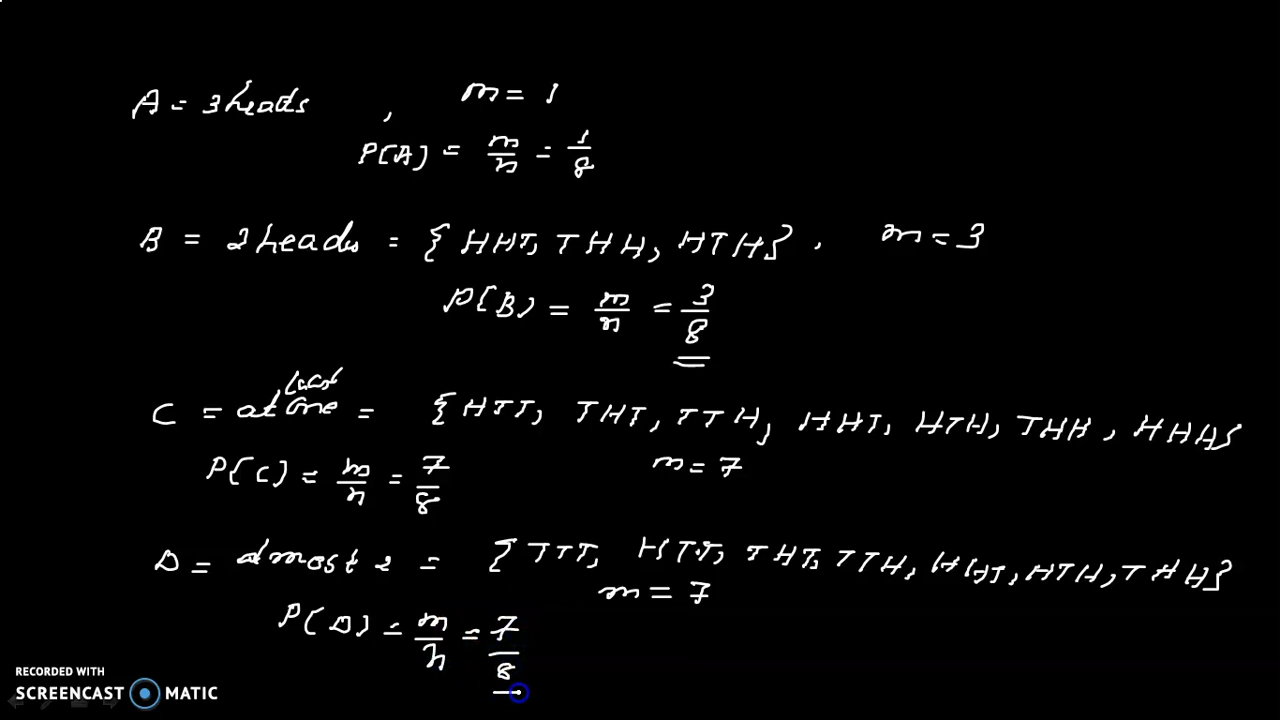 A = 3 heads , m = 1
P(A) = m/n = 1/8
B = 2 heads = {HHT, THH, HTH} , m = 3
P(B) = m/n = 3/8
C = at least one = {HTT, THT, TTH, HHT, HTH, THH, HHH}
P(C) = m/n = 7/8 m = 7
D = atmost 2 = {TTT, HTT, THT, TTH, HHT, HTH, THH}
m = 7
P(D) = m/n = 7/8
RECORDED WITH
SCREENCAST MATIC